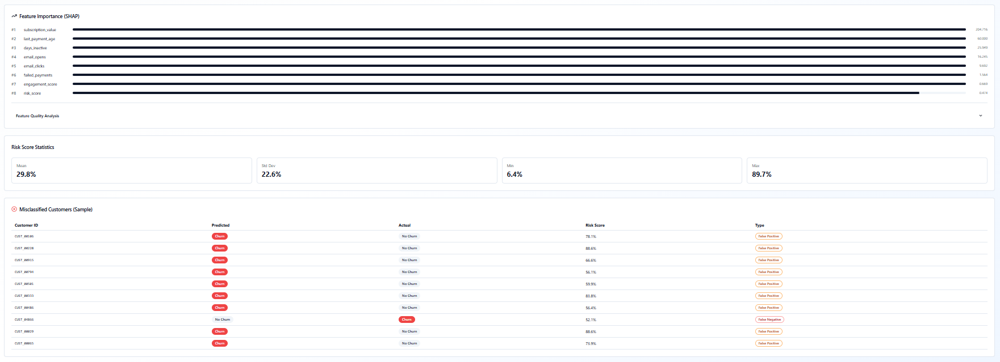 Feature Importance (SHAP)
#1 subscription_value 204.716
#2 last_payment_age 60.000
#3 days_inactive 25.949
#4 email_opens 16.245
#5 email_clicks 9.692
#6 failed_payments 1.564
#7 engagement_score 0.669
#8 risk_score 0.474
Feature Quality Analysis
Risk Score Statistics
Mean Std Dev Min Max
29.8% 22.6% 6.4% 89.7%
Misclassified Customers (Sample)
Customer ID Predicted Actual Risk Score Type
CUST_00106 Churn No Churn 78.1% False Positive
CUST_00228 Churn No Churn 88.6% False Positive
CUST_00915 Churn No Churn 66.6% False Positive
CUST_00794 Churn No Churn 56.1% False Positive
CUST_00501 Churn No Churn 59.9% False Positive
CUST_00333 Churn No Churn 83.8% False Positive
CUST_00486 Churn No Churn 56.4% False Positive
CUST_04866 No Churn Churn 52.1% False Negative
CUST_00029 Churn No Churn 88.6% False Positive
CUST_00065 Churn No Churn 73.9% False Positive